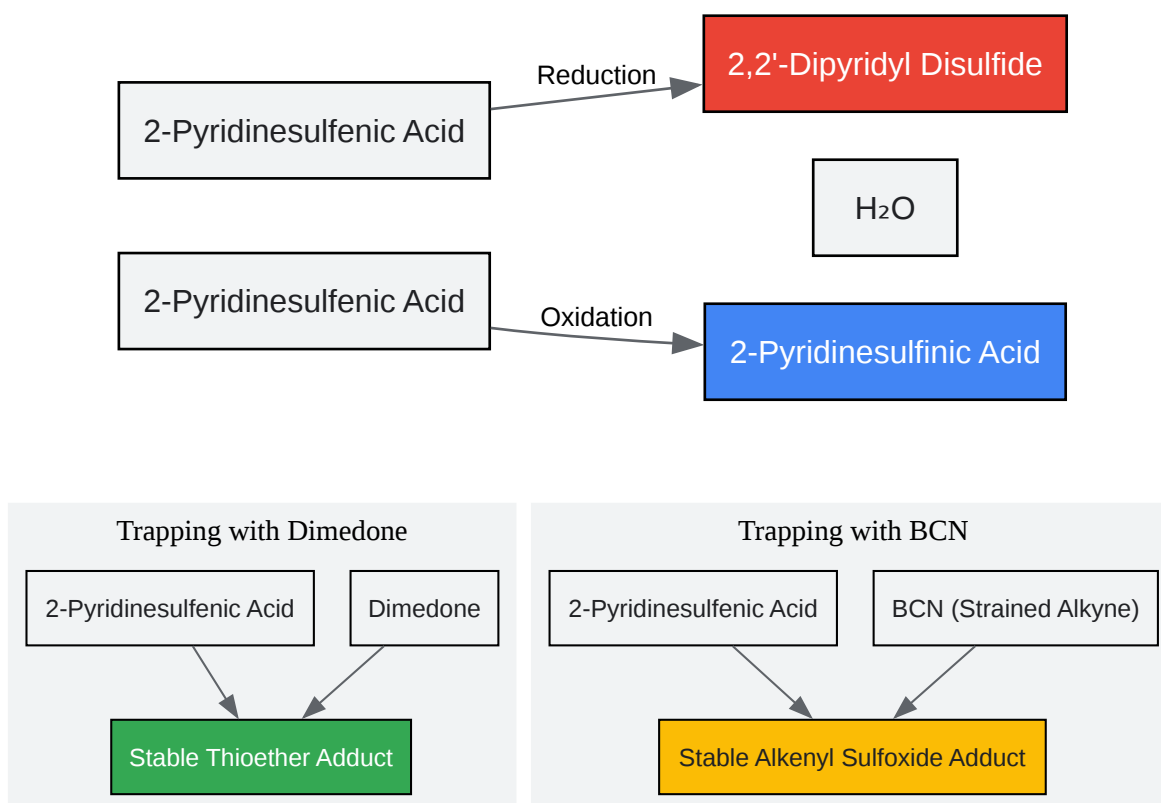 2-Pyridinesulfenic Acid
Reduction
2,2'-Dipyridyl Disulfide
H₂O
2-Pyridinesulfenic Acid
Oxidation
2-Pyridinesulfinic Acid
Trapping with Dimedone
2-Pyridinesulfenic Acid
Dimedone
Stable Thioether Adduct
Trapping with BCN
2-Pyridinesulfenic Acid
BCN (Strained Alkyne)
Stable Alkenyl Sulfoxide Adduct